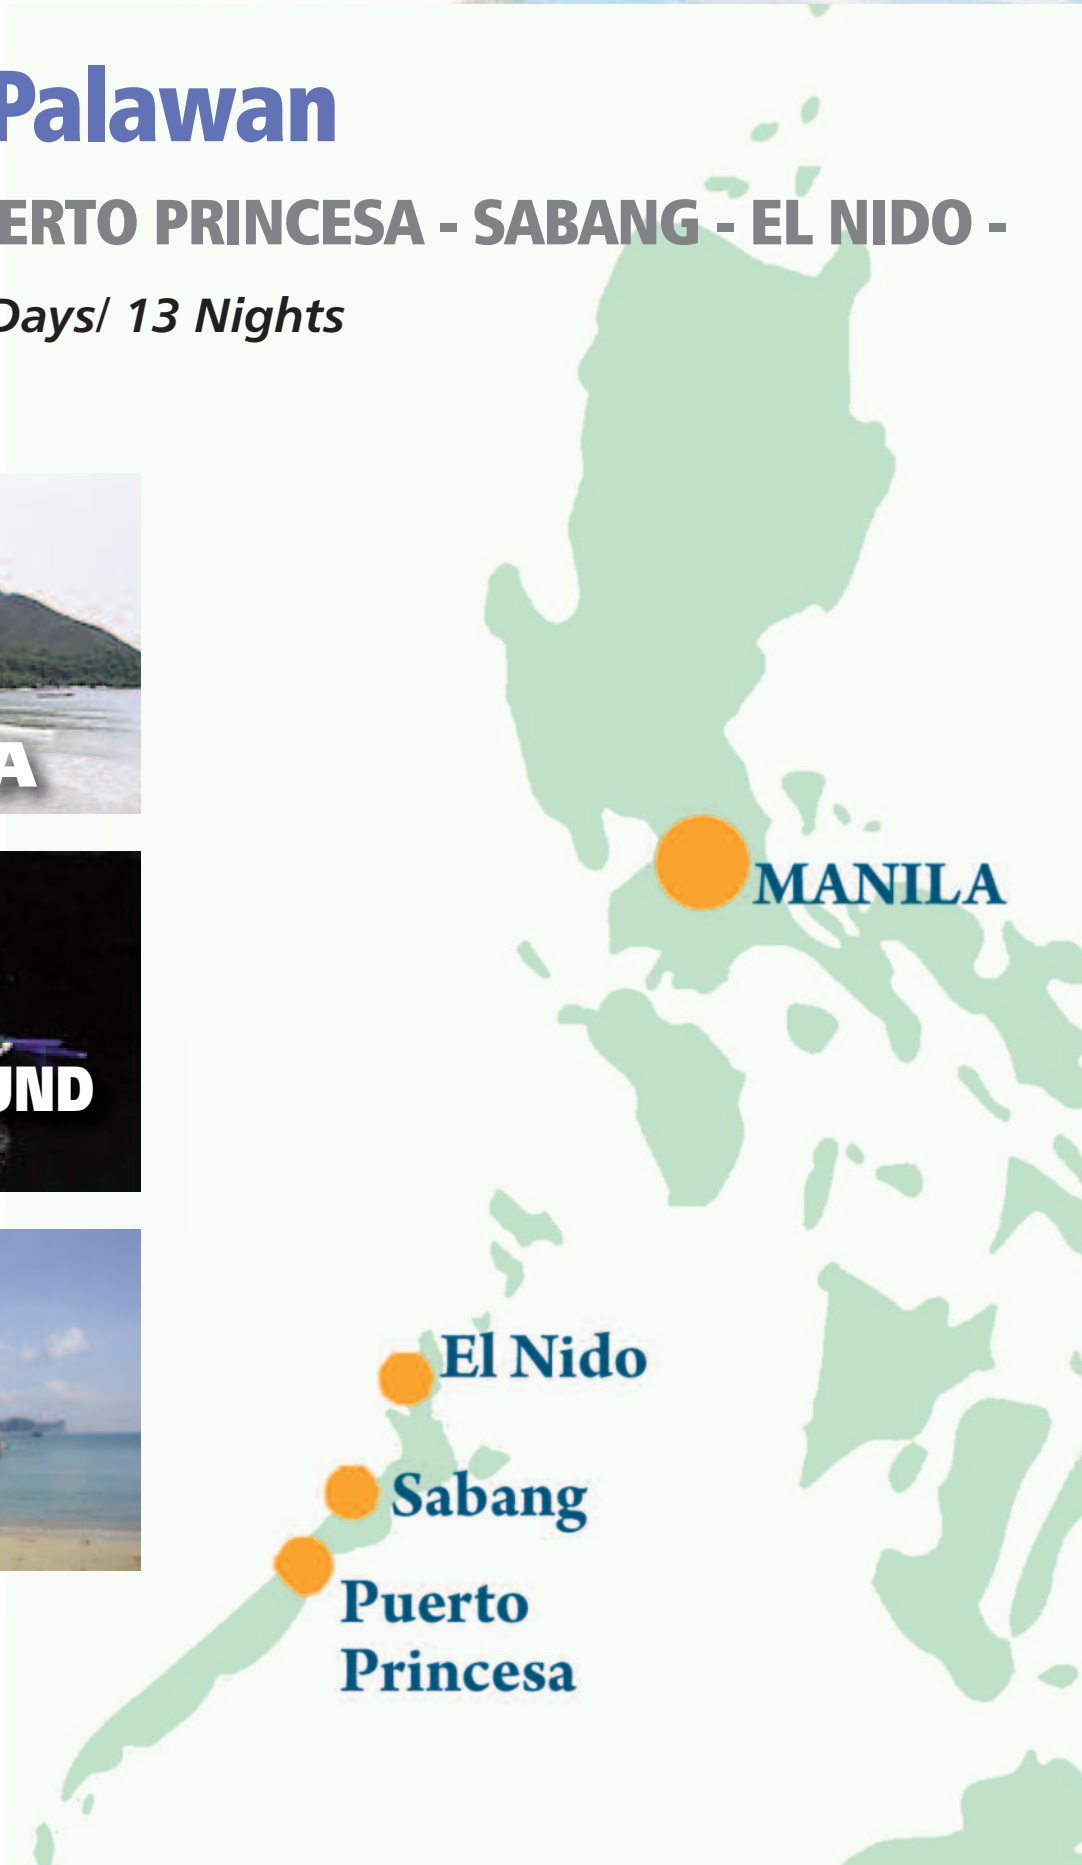 Palawan
ERTO PRINCESA - SABANG - EL NIDO -
Days/ 13 Nights
A
UND
MANILA
El Nido
Sabang
Puerto
Princesa